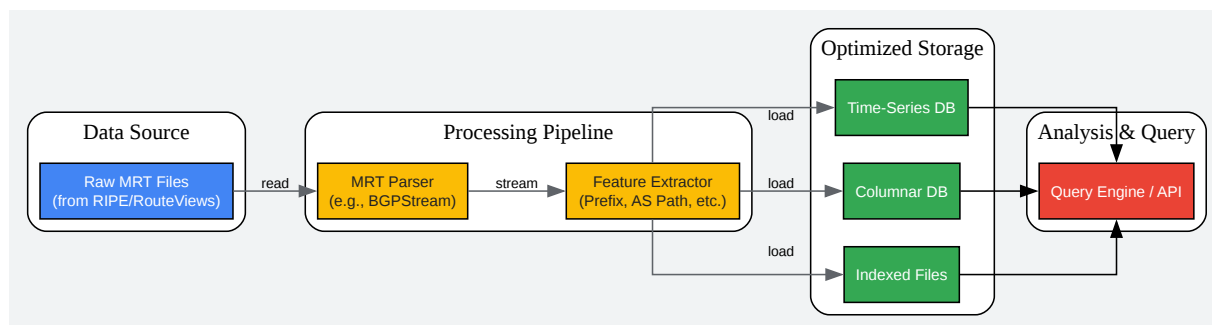 Data Source
Raw MRT Files
(from RIPE/RouteViews)
read
Processing Pipeline
MRT Parser
(e.g., BGPStream)
stream
Feature Extractor
(Prefix, AS Path, etc.)
load
load
load
Optimized Storage
Time-Series DB
Columnar DB
Indexed Files
Analysis & Query
Query Engine / API